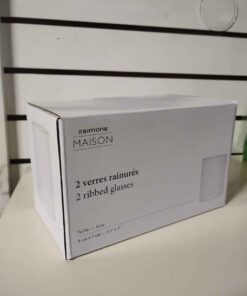 SIMONS
MAISON
2 verres rainurés
2 ribbed glasses